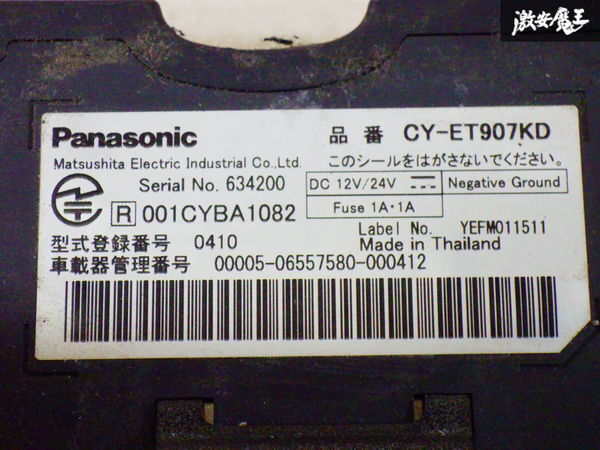 激安魔王
Panasonic 品番 CY-ET907KD
Matsushita Electric Industrial Co.,Ltd. このシールをはがさないでください。
Serial No. 634200 DC 12V/24V Negative Ground
R 001CYBA1082 Fuse 1A·1A
Label No. YEFM011511
型式登録番号 0410 Made in Thailand
車載器管理番号 00005-06557580-000412